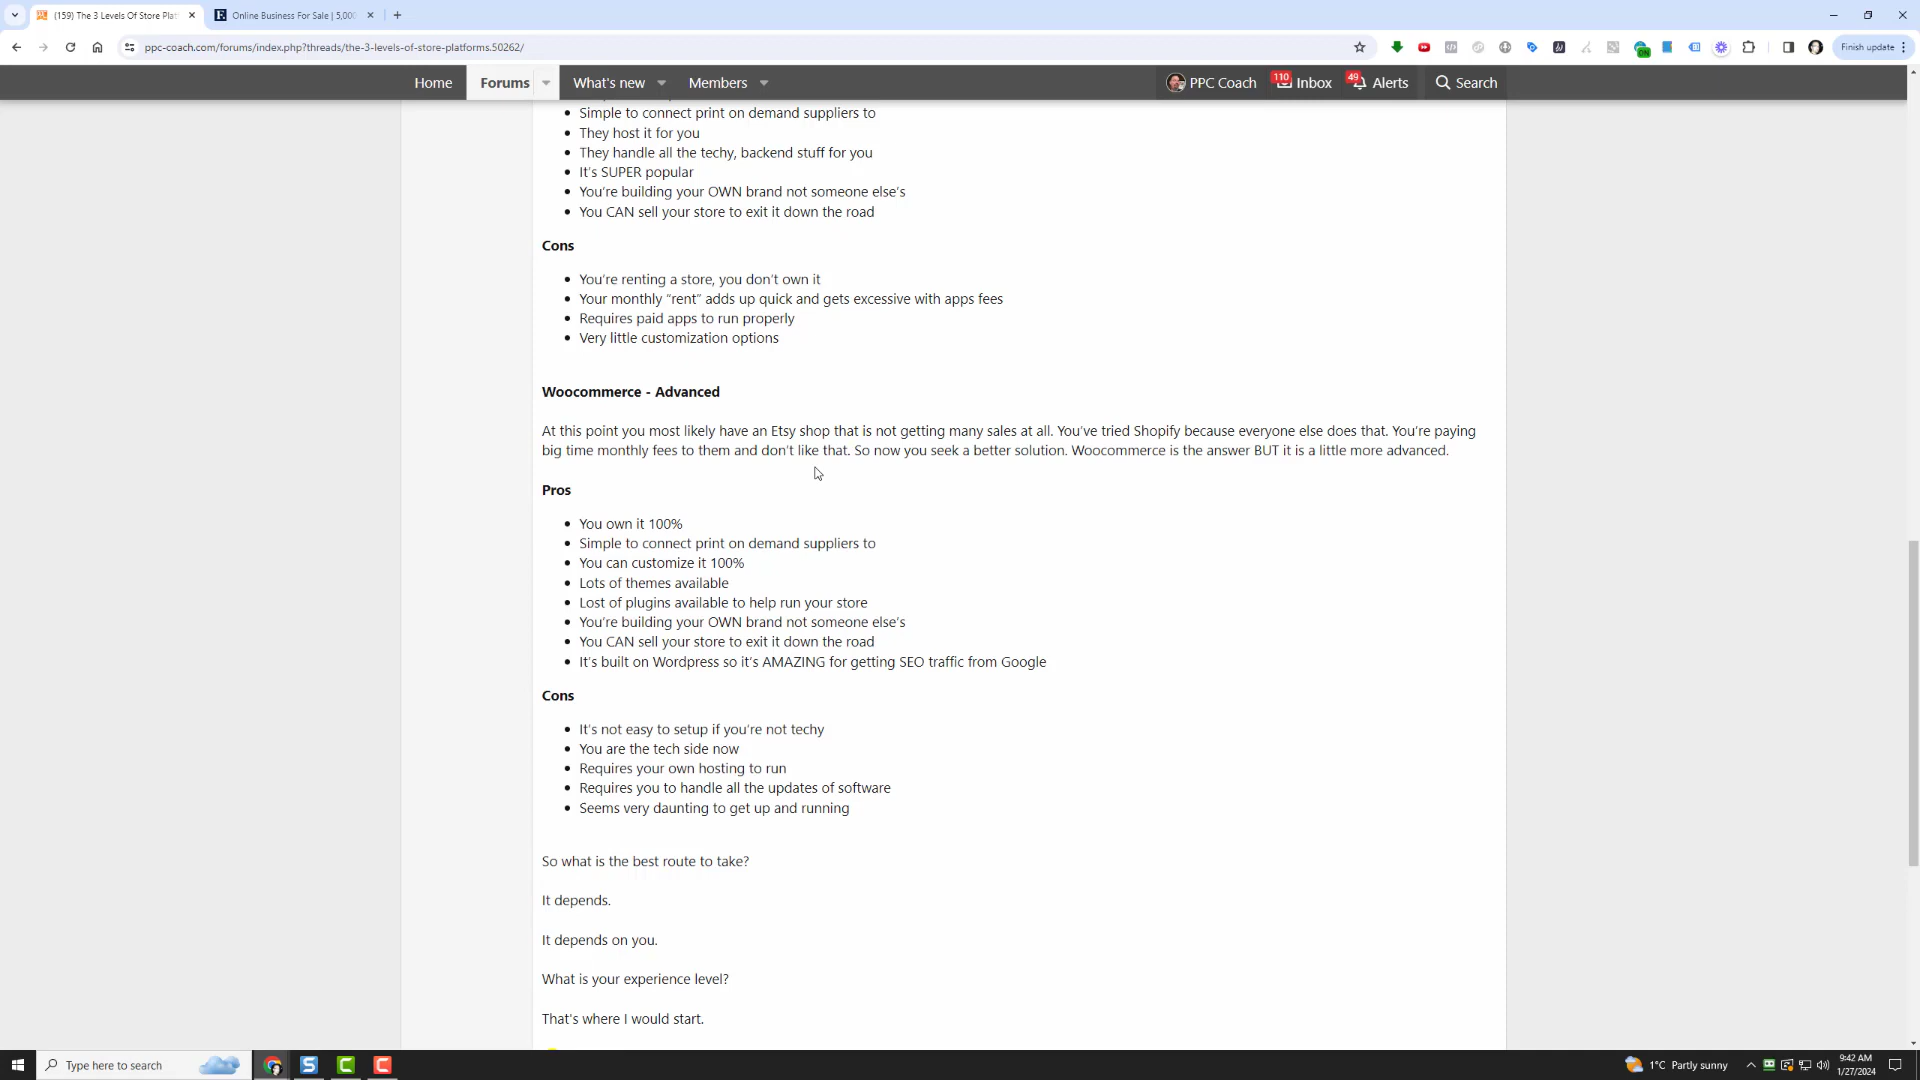 (159) The 3 Levels Of Store Plat
Online Business For Sale | 5,000
ppc-coach.com/forums/index.php?threads/the-3-levels-of-store-platforms.50262/
ON
Finish update
Home
Forums
What's new
Members
PPC Coach
110
Inbox
49
Alerts
Search
• Simple to connect print on demand suppliers to
• They host it for you
• They handle all the techy, backend stuff for you
• It's SUPER popular
• You're building your OWN brand not someone else's
• You CAN sell your store to exit it down the road
Cons
• You're renting a store, you don't own it
• Your monthly “rent” adds up quick and gets excessive with apps fees
• Requires paid apps to run properly
• Very little customization options
Woocommerce - Advanced
At this point you most likely have an Etsy shop that is not getting many sales at all. You've tried Shopify because everyone else does that. You're paying
big time monthly fees to them and don't like that. So now you seek a better solution. Woocommerce is the answer BUT it is a little more advanced.
Pros
• You own it 100%
• Simple to connect print on demand suppliers to
• You can customize it 100%
• Lots of themes available
• Lost of plugins available to help run your store
• You're building your OWN brand not someone else's
• You CAN sell your store to exit it down the road
• It's built on Wordpress so it's AMAZING for getting SEO traffic from Google
Cons
• It's not easy to setup if you're not techy
• You are the tech side now
• Requires your own hosting to run
• Requires you to handle all the updates of software
• Seems very daunting to get up and running
So what is the best route to take?
It depends.
It depends on you.
What is your experience level?
That's where I would start.
Type here to search
1°C Partly sunny
9:42 AM
1/27/2024